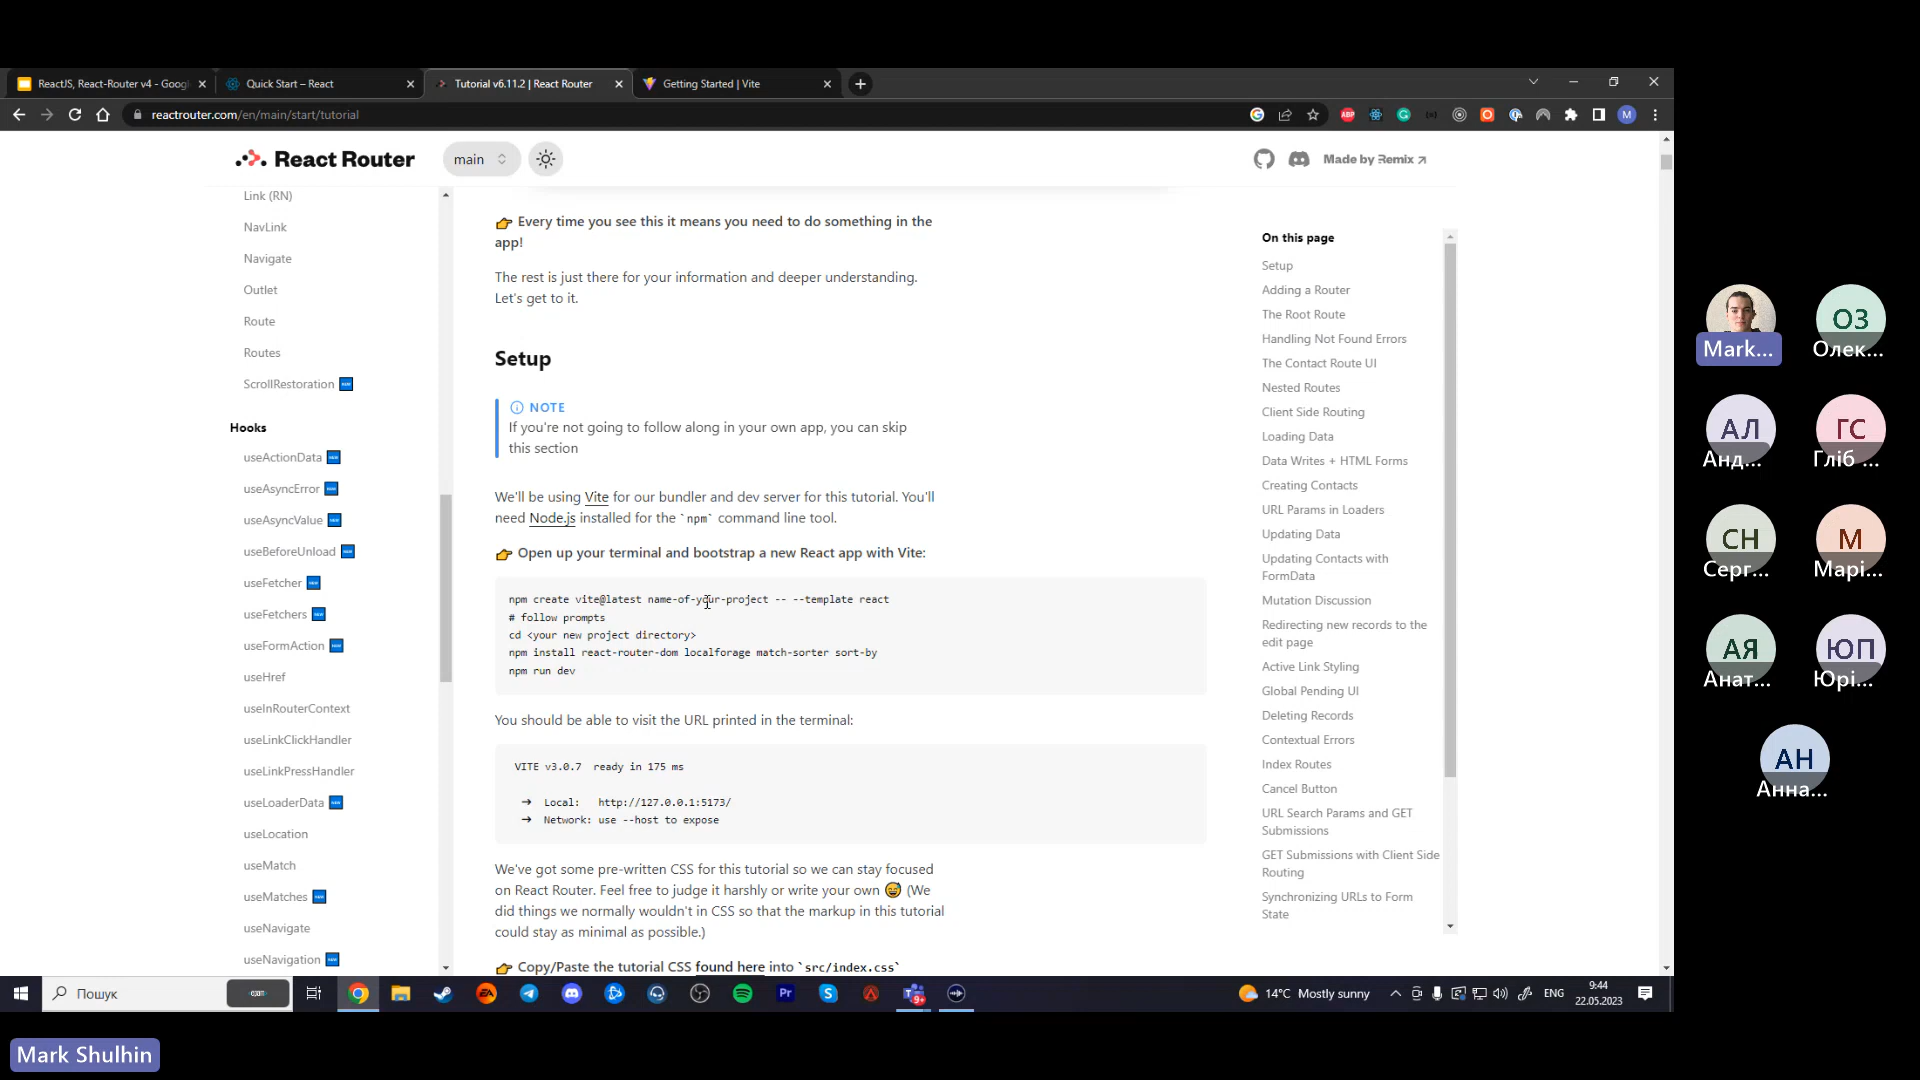 ReactJS, React-Router v4 - Googl
Quick Start – React
Tutorial v6.11.2 | React Router
Getting Started | Vite
reactrouter.com/en/main/start/tutorial
ABP
M
React Router
main
Made by Remix ↗
Link (RN)
NavLink
Navigate
Outlet
Route
Routes
ScrollRestoration
Hooks
useActionData
useAsyncError
useAsyncValue
useBeforeUnload
useFetcher
useFetchers
useFormAction
useHref
useInRouterContext
useLinkClickHandler
useLinkPressHandler
useLoaderData
useLocation
useMatch
useMatches
useNavigate
useNavigation
👉 Every time you see this it means you need to do something in the
app!
The rest is just there for your information and deeper understanding.
Let's get to it.
Setup
NOTE
If you're not going to follow along in your own app, you can skip
this section
We'll be using Vite for our bundler and dev server for this tutorial. You'll
need Node.js installed for the `npm` command line tool.
👉 Open up your terminal and bootstrap a new React app with Vite:
npm create vite@latest name-of-your-project -- --template react
# follow prompts
cd <your new project directory>
npm install react-router-dom localforage match-sorter sort-by
npm run dev
You should be able to visit the URL printed in the terminal:
VITE v3.0.7 ready in 175 ms
→ Local: http://127.0.0.1:5173/
→ Network: use --host to expose
We've got some pre-written CSS for this tutorial so we can stay focused
on React Router. Feel free to judge it harshly or write your own 😅 (We
did things we normally wouldn't in CSS so that the markup in this tutorial
could stay as minimal as possible.)
👉 Copy/Paste the tutorial CSS found here into `src/index.css`
On this page
Setup
Adding a Router
The Root Route
Handling Not Found Errors
The Contact Route UI
Nested Routes
Client Side Routing
Loading Data
Data Writes + HTML Forms
Creating Contacts
URL Params in Loaders
Updating Data
Updating Contacts with
FormData
Mutation Discussion
Redirecting new records to the
edit page
Active Link Styling
Global Pending UI
Deleting Records
Contextual Errors
Index Routes
Cancel Button
URL Search Params and GET
Submissions
GET Submissions with Client Side
Routing
Synchronizing URLs to Form
State
Mark...
ОЗ
Олек...
АЛ
Анд...
ГС
Гліб ...
СН
Серг...
М
Марі...
АЯ
Анат...
ЮП
Юрі...
АН
Анна...
Пошук
EA
Pr
9+
14°C Mostly sunny
ENG
9:44
22.05.2023
Mark Shulhin